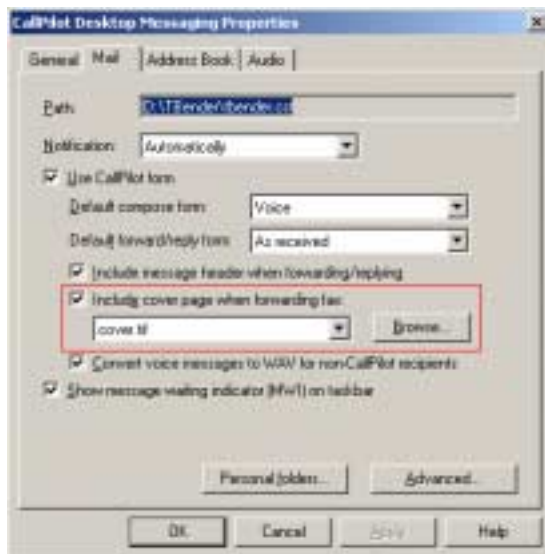 CallPilot Desktop Messaging Properties
General Mail Address Book Audio
Path:
Notification: Automatically
Use CallPilot form
Default compose form: Voice
Default forward/reply form: As received
Include message header when forwarding/replying
Include cover page when forwarding fax:
cover.tif Browse...
Convert voice messages to WAV for non-CallPilot recipients
Show message waiting indicator (MWI) on taskbar
Personal folders... Advanced...
OK Cancel Apply Help